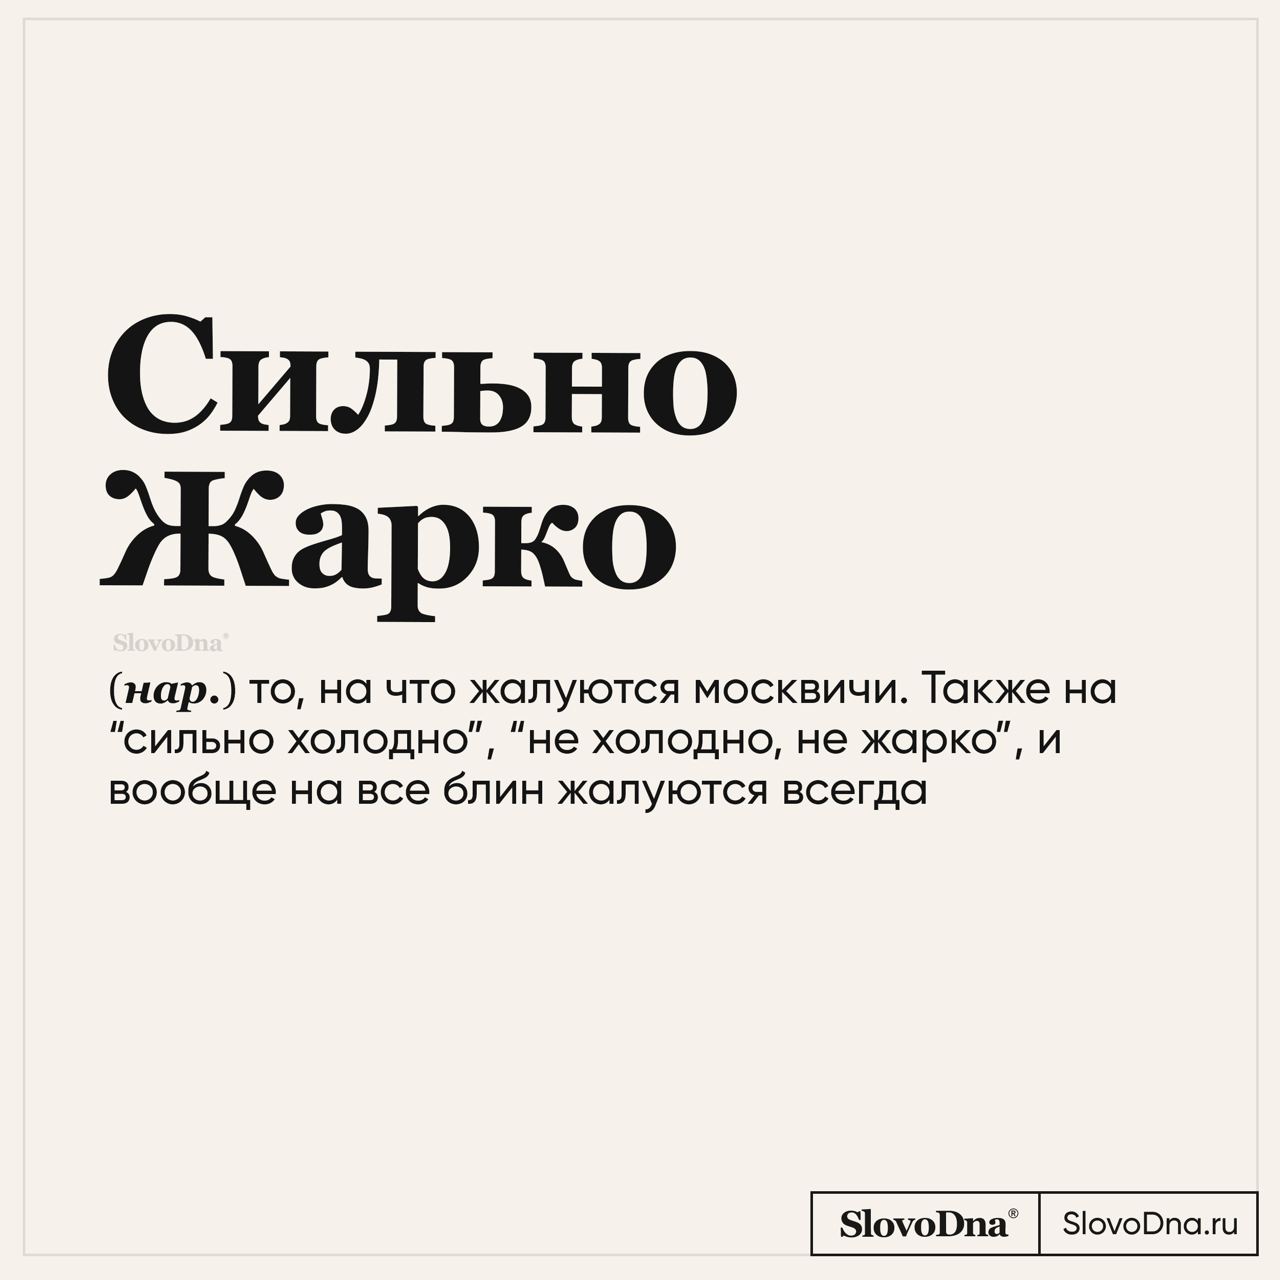 Сильно
Жарко
SlovoDna®
(нар.) то, на что жалуются москвичи. Также на
“сильно холодно”, “не холодно, не жарко”, и
вообще на все блин жалуются всегда
SlovoDna® SlovoDna.ru